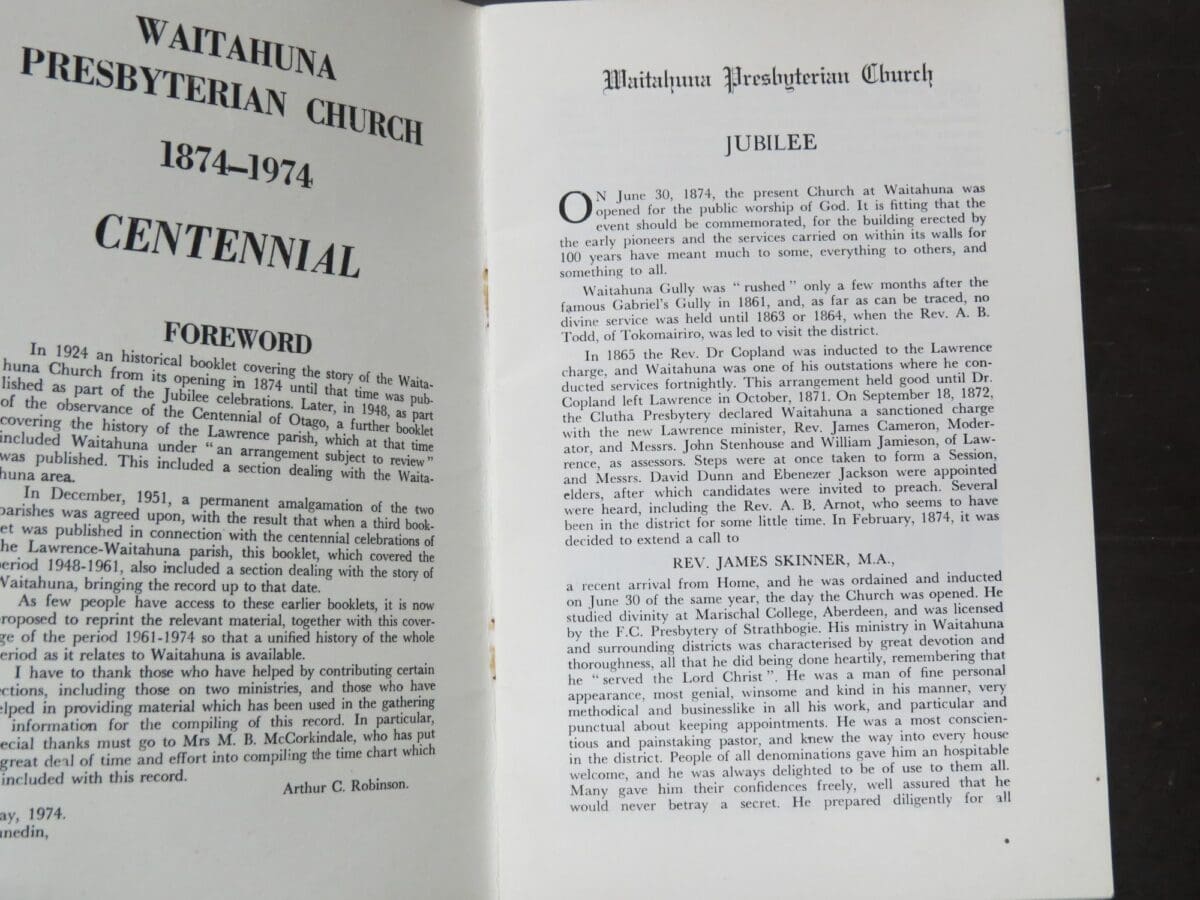 WAITAHUNA
PRESBYTERIAN CHURCH
1874–1974
CENTENNIAL
FOREWORD
In 1924 an historical booklet covering the story of the Waita-
huna Church from its opening in 1874 until that time was pub-
lished as part of the Jubilee celebrations. Later, in 1948, as part
of the observance of the Centennial of Otago, a further booklet
covering the history of the Lawrence parish, which at that time
included Waitahuna under "an arrangement subject to review"
was published. This included a section dealing with the Waita-
huna area.
In December, 1951, a permanent amalgamation of the two
parishes was agreed upon, with the result that when a third book-
et was published in connection with the centennial celebrations of
he Lawrence-Waitahuna parish, this booklet, which covered the
eriod 1948-1961, also included a section dealing with the story of
Waitahuna, bringing the record up to that date.
As few people have access to these earlier booklets, it is now
roposed to reprint the relevant material, together with this cover-
ge of the period 1961-1974 so that a unified history of the whole
eriod as it relates to Waitahuna is available.
I have to thank those who have helped by contributing certain
ctions, including those on two ministries, and those who have
elped in providing material which has been used in the gathering
information for the compiling of this record. In particular,
ecial thanks must go to Mrs M. B. McCorkindale, who has put
great deal of time and effort into compiling the time chart which
included with this record.
Arthur C. Robinson.
ay, 1974.
unedin,
Waitahuna Presbyterian Church
JUBILEE
ON June 30, 1874, the present Church at Waitahuna was
opened for the public worship of God. It is fitting that the
event should be commemorated, for the building erected by
the early pioneers and the services carried on within its walls for
100 years have meant much to some, everything to others, and
something to all.
Waitahuna Gully was "rushed" only a few months after the
famous Gabriel's Gully in 1861, and, as far as can be traced, no
divine service was held until 1863 or 1864, when the Rev. A. B.
Todd, of Tokomairiro, was led to visit the district.
In 1865 the Rev. Dr Copland was inducted to the Lawrence
charge, and Waitahuna was one of his outstations where he con-
ducted services fortnightly. This arrangement held good until Dr.
Copland left Lawrence in October, 1871. On September 18, 1872,
the Clutha Presbytery declared Waitahuna a sanctioned charge
with the new Lawrence minister, Rev. James Cameron, Moder-
ator, and Messrs. John Stenhouse and William Jamieson, of Law-
rence, as assessors. Steps were at once taken to form a Session,
and Messrs. David Dunn and Ebenezer Jackson were appointed
elders, after which candidates were invited to preach. Several
were heard, including the Rev. A. B. Arnot, who seems to have
been in the district for some little time. In February, 1874, it was
decided to extend a call to
REV. JAMES SKINNER, M.A.,
a recent arrival from Home, and he was ordained and inducted
on June 30 of the same year, the day the Church was opened. He
studied divinity at Marischal College, Aberdeen, and was licensed
by the F.C. Presbytery of Strathbogie. His ministry in Waitahuna
and surrounding districts was characterised by great devotion and
thoroughness, all that he did being done heartily, remembering that
he "served the Lord Christ". He was a man of fine personal
appearance, most genial, winsome and kind in his manner, very
methodical and businesslike in all his work, and particular and
punctual about keeping appointments. He was a most conscien-
tious and painstaking pastor, and knew the way into every house
in the district. People of all denominations gave him an hospitable
welcome, and he was always delighted to be of use to them all.
Many gave him their confidences freely, well assured that he
would never betray a secret. He prepared diligently for all